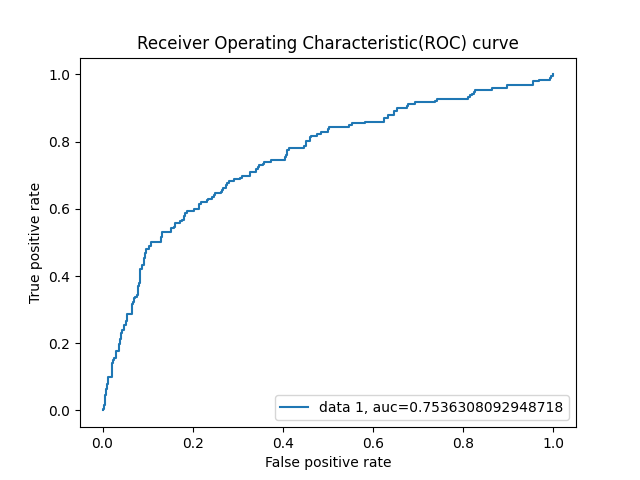 Receiver Operating Characteristic(ROC) curve
1.0
0.8
0.6
0.4
0.2
0.0
True positive rate
data 1, auc=0.7536308092948718
0.0 0.2 0.4 0.6 0.8 1.0
False positive rate